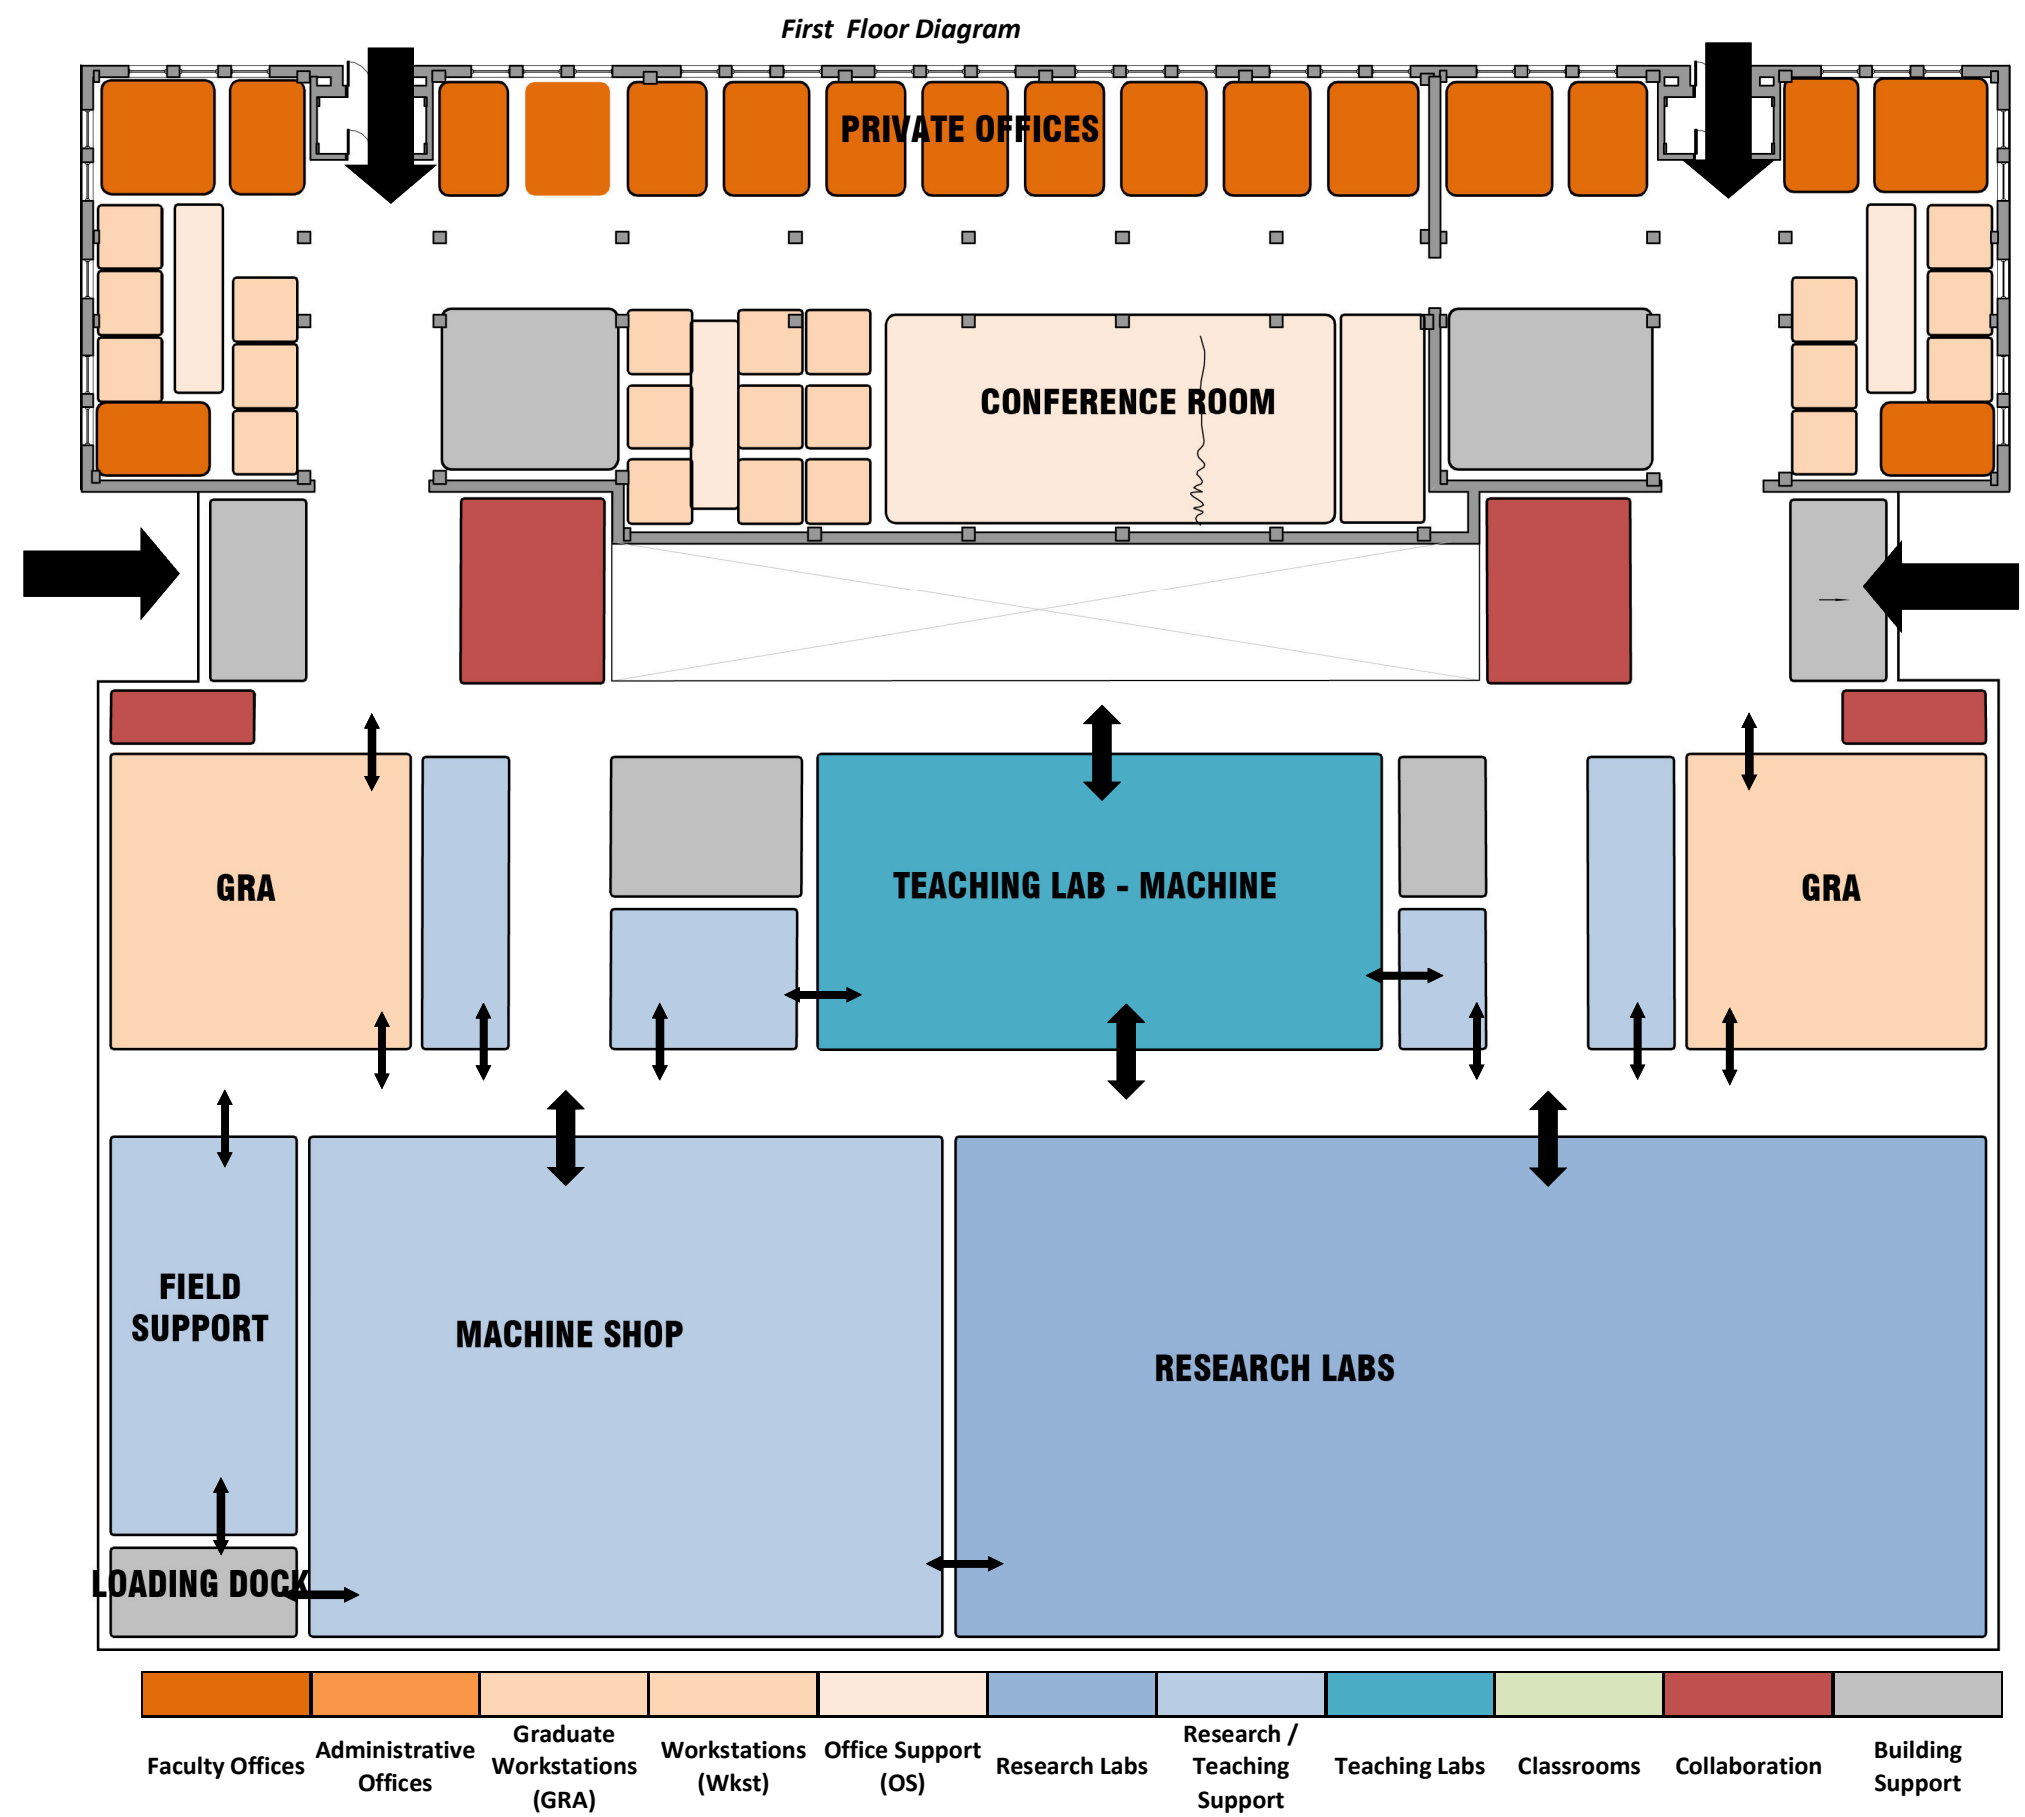 First  Floor Diagram
PRIVATE OFFICES
CONFERENCE ROOM
GRA
TEACHING LAB - MACHINE
GRA
FIELD
SUPPORT
MACHINE SHOP
RESEARCH LABS
LOADING DOCK
Faculty Offices
Administrative
Offices
Graduate
Workstations
(GRA)
Workstations
(Wkst)
Office Support
(OS)
Research Labs
Research /
Teaching
Support
Teaching Labs
Classrooms
Collaboration
Building
Support